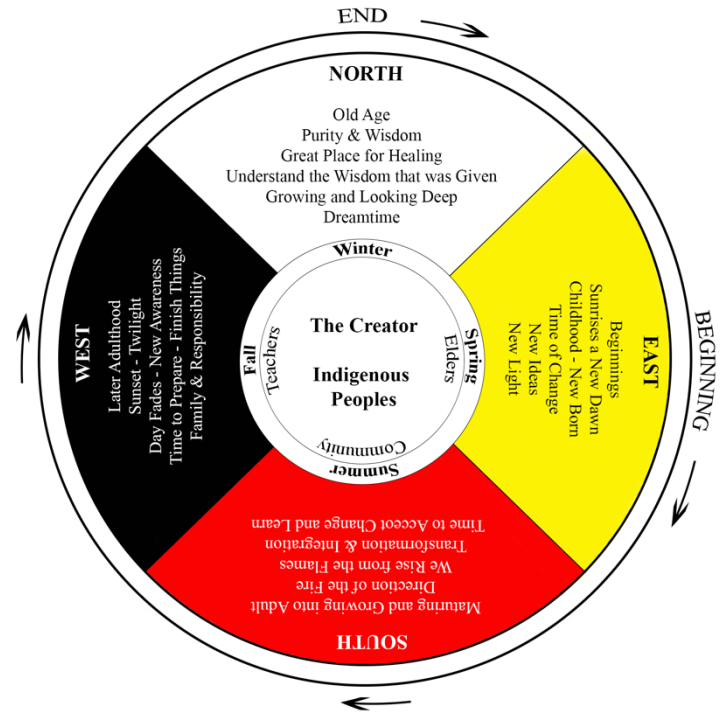 END
NORTH
Old Age
Purity & Wisdom
Great Place for Healing
Understand the Wisdom that was Given
Growing and Looking Deep
Dreamtime
Winter
BEGINNING
EAST
Beginnings
Sunrises a New Dawn
Childhood - New Born
Time of Change
New Ideas
New Light
Spring
Elders
SOUTH
Maturing and Growing into Adult
Direction of the Fire
We Rise from the Flames
Transformation & Integration
Time to Acceot Change and Learn
Summer
Community
WEST
Later Adulthood
Sunset - Twilight
Day Fades - New Awareness
Time to Prepare - Finish Things
Family & Responsibility
Fall
Teachers
The Creator
Indigenous
Peoples